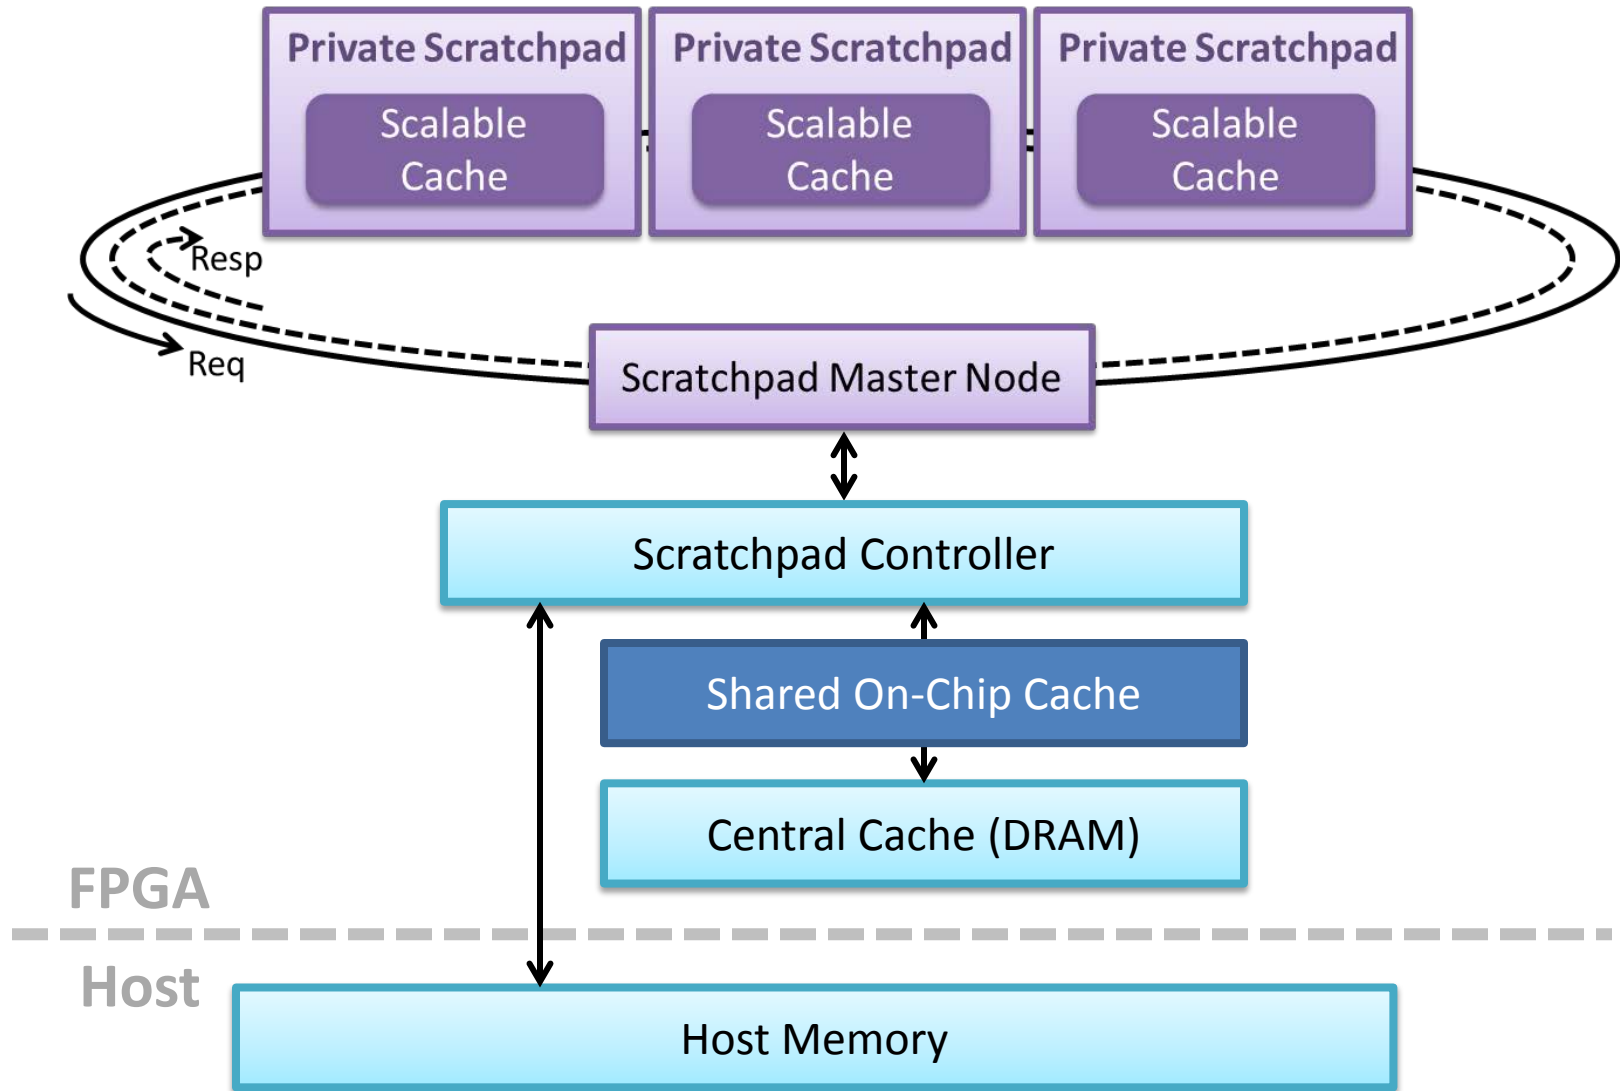 Private Scratchpad
Scalable
Cache
Private Scratchpad
Scalable
Cache
Private Scratchpad
Scalable
Cache
Resp
Req
Scratchpad Master Node
Scratchpad Controller
Shared On-Chip Cache
Central Cache (DRAM)
FPGA
Host
Host Memory